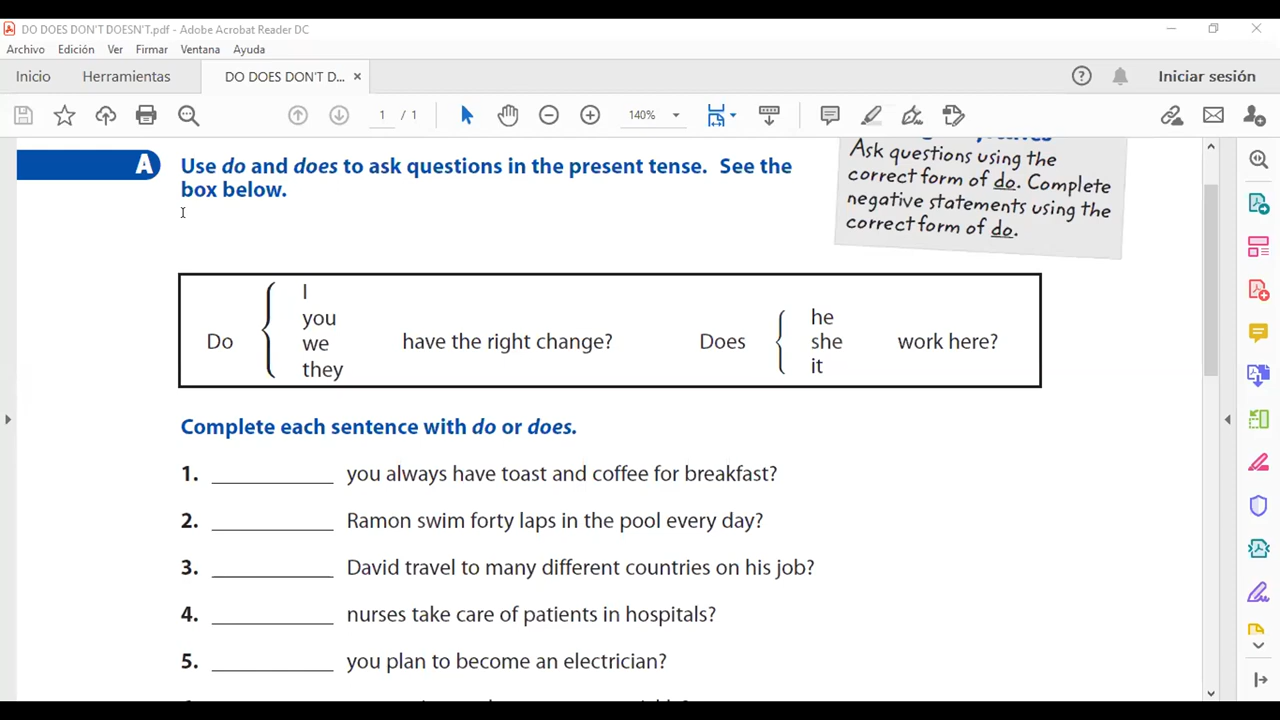 DO DOES DON'T DOESN'T.pdf - Adobe Acrobat Reader DC
Archivo Edición Ver Firmar Ventana Ayuda
Inicio Herramientas DO DOES DON'T D... × Iniciar sesión
1 / 1 140%
A Use do and does to ask questions in the present tense. See the
box below.
Ask questions using the
correct form of do. Complete
negative statements using the
correct form of do.
Do
I
you
we
they
have the right change?
Does
he
she
it
work here?
Complete each sentence with do or does.
1. __________ you always have toast and coffee for breakfast?
2. __________ Ramon swim forty laps in the pool every day?
3. __________ David travel to many different countries on his job?
4. __________ nurses take care of patients in hospitals?
5. __________ you plan to become an electrician?